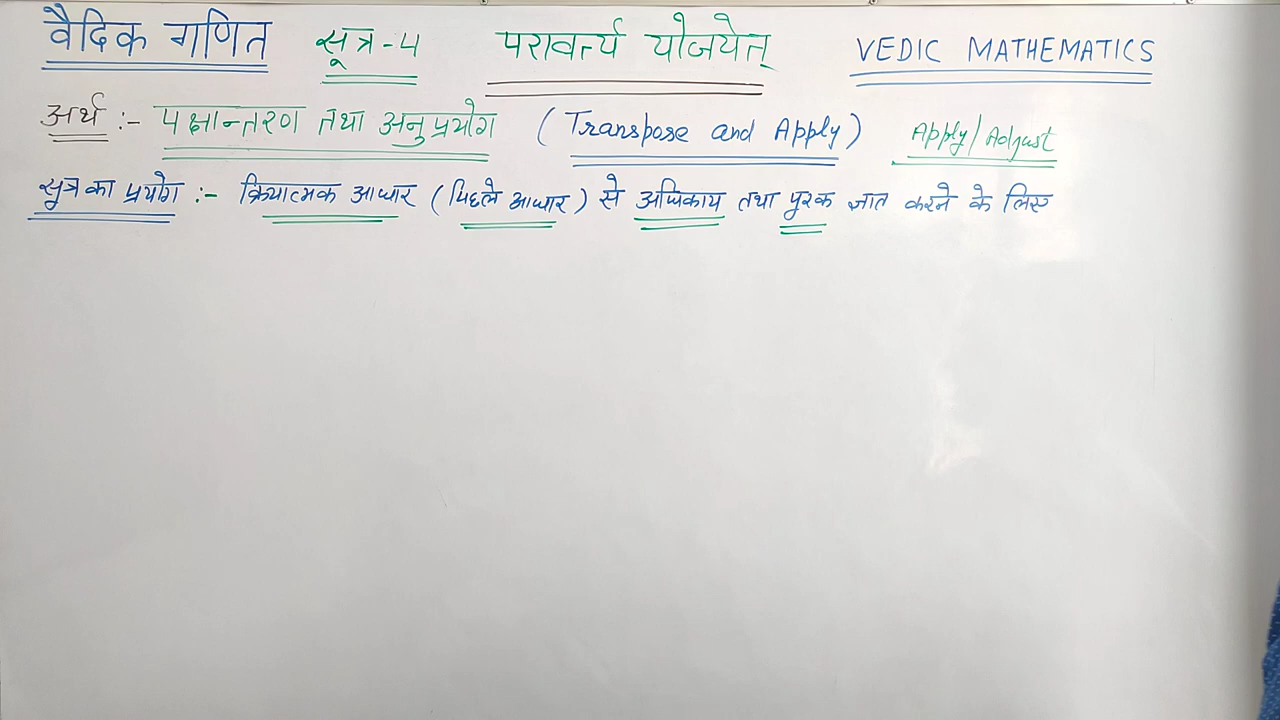 वैदिक गणित सूत्र-4 परावर्त्य योजयेत् VEDIC MATHEMATICS
अर्थ :- पक्षान्तरण तथा अनुप्रयोग (Transpose and Apply) Apply/Adjust
सूत्र का प्रयोग :- क्रियात्मक आधार (पिछले आधार) से अधिकाय तथा पुरक ज्ञात करने के लिए